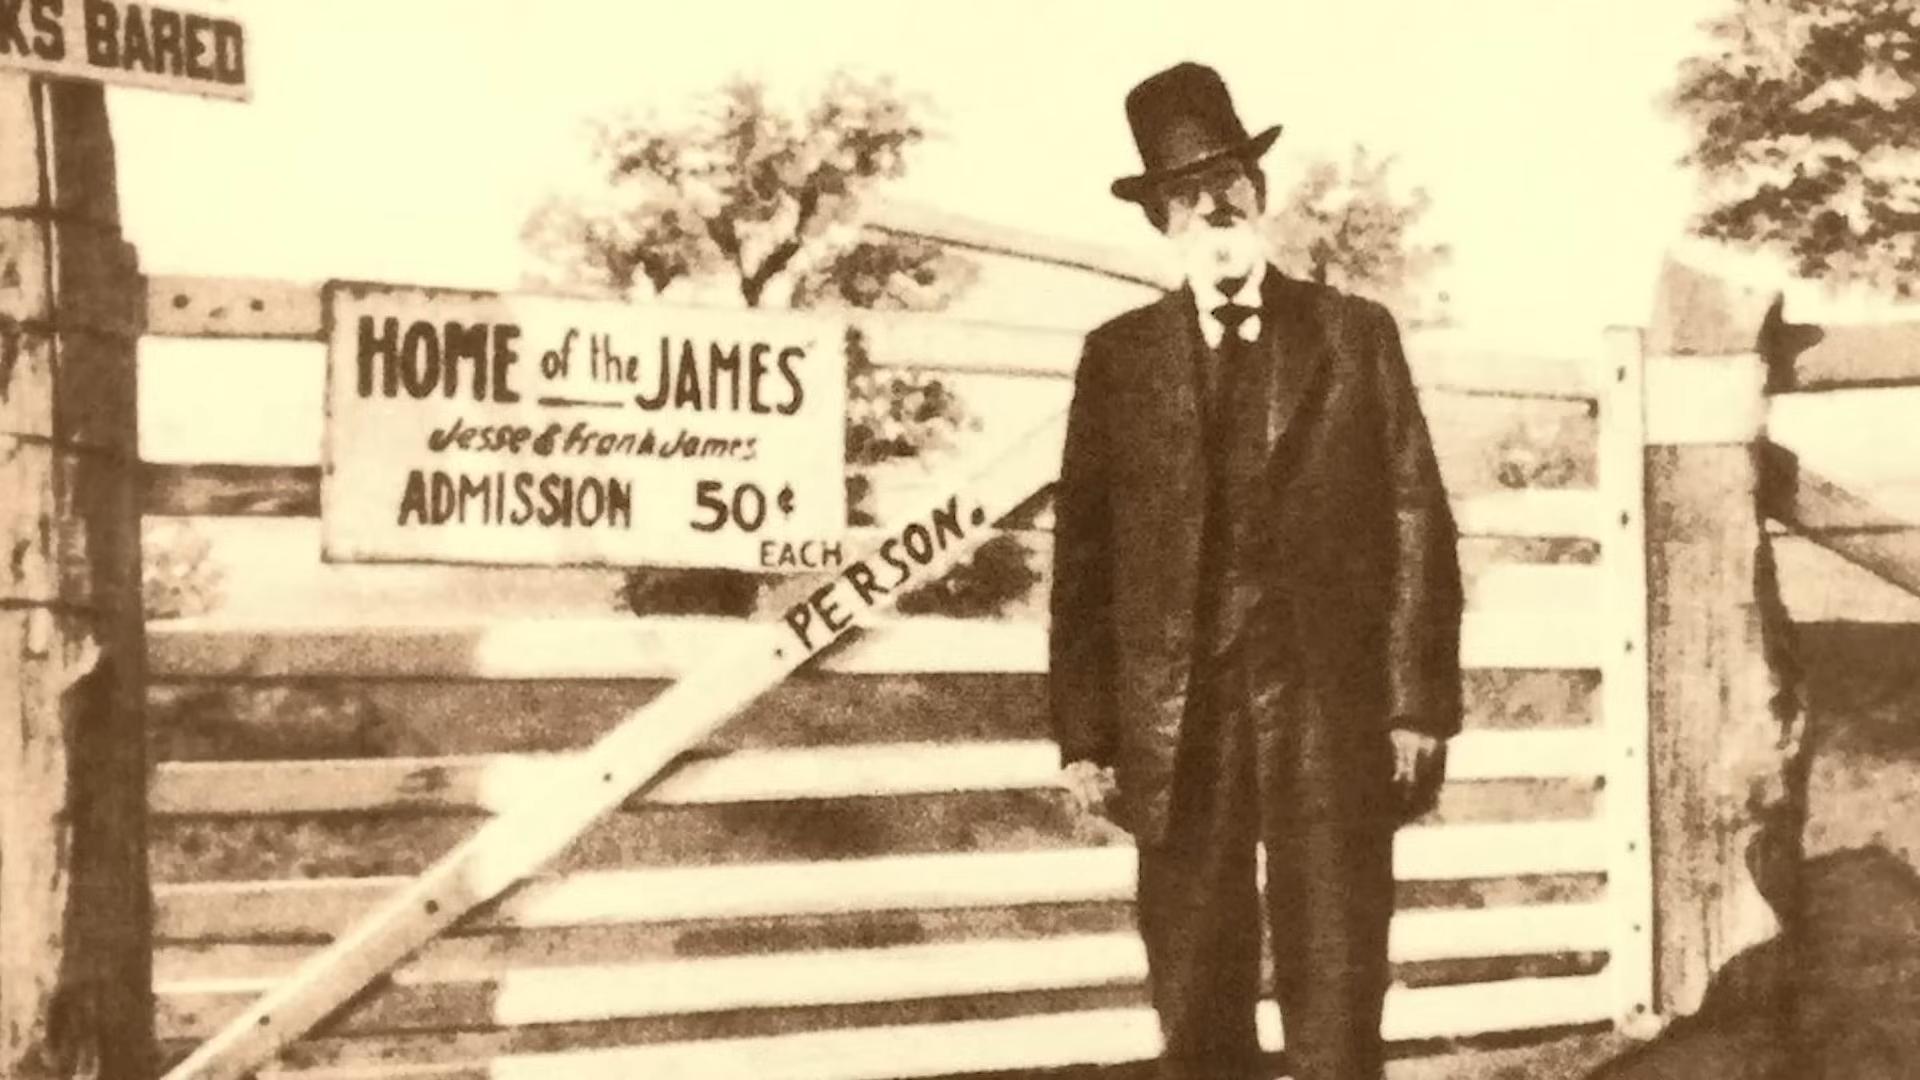 KS BARED
HOME of the JAMES'
Jesse & Frank James
ADMISSION 50¢
EACH
PERSON.